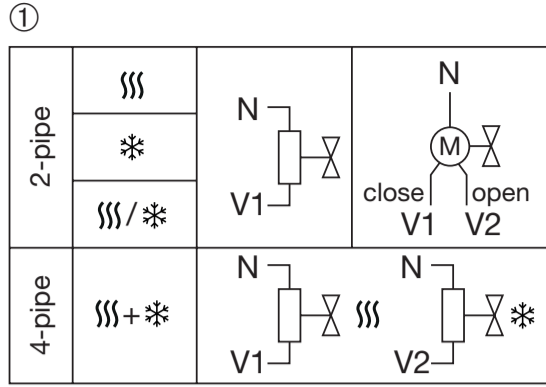 ①
2-pipe
N
V1
N
M
close open
V1 V2
/
4-pipe
+
N
V1
N
V2